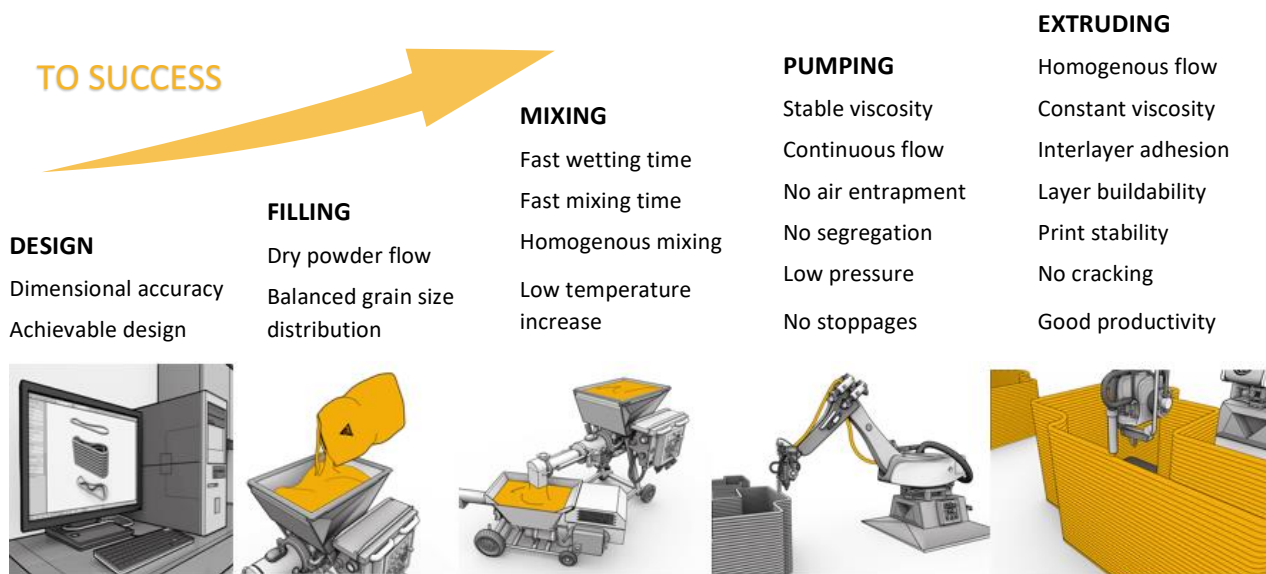 TO SUCCESS
DESIGN
Dimensional accuracy
Achievable design
FILLING
Dry powder flow
Balanced grain size
distribution
MIXING
Fast wetting time
Fast mixing time
Homogenous mixing
Low temperature
increase
PUMPING
Stable viscosity
Continuous flow
No air entrapment
No segregation
Low pressure
No stoppages
EXTRUDING
Homogenous flow
Constant viscosity
Interlayer adhesion
Layer buildability
Print stability
No cracking
Good productivity